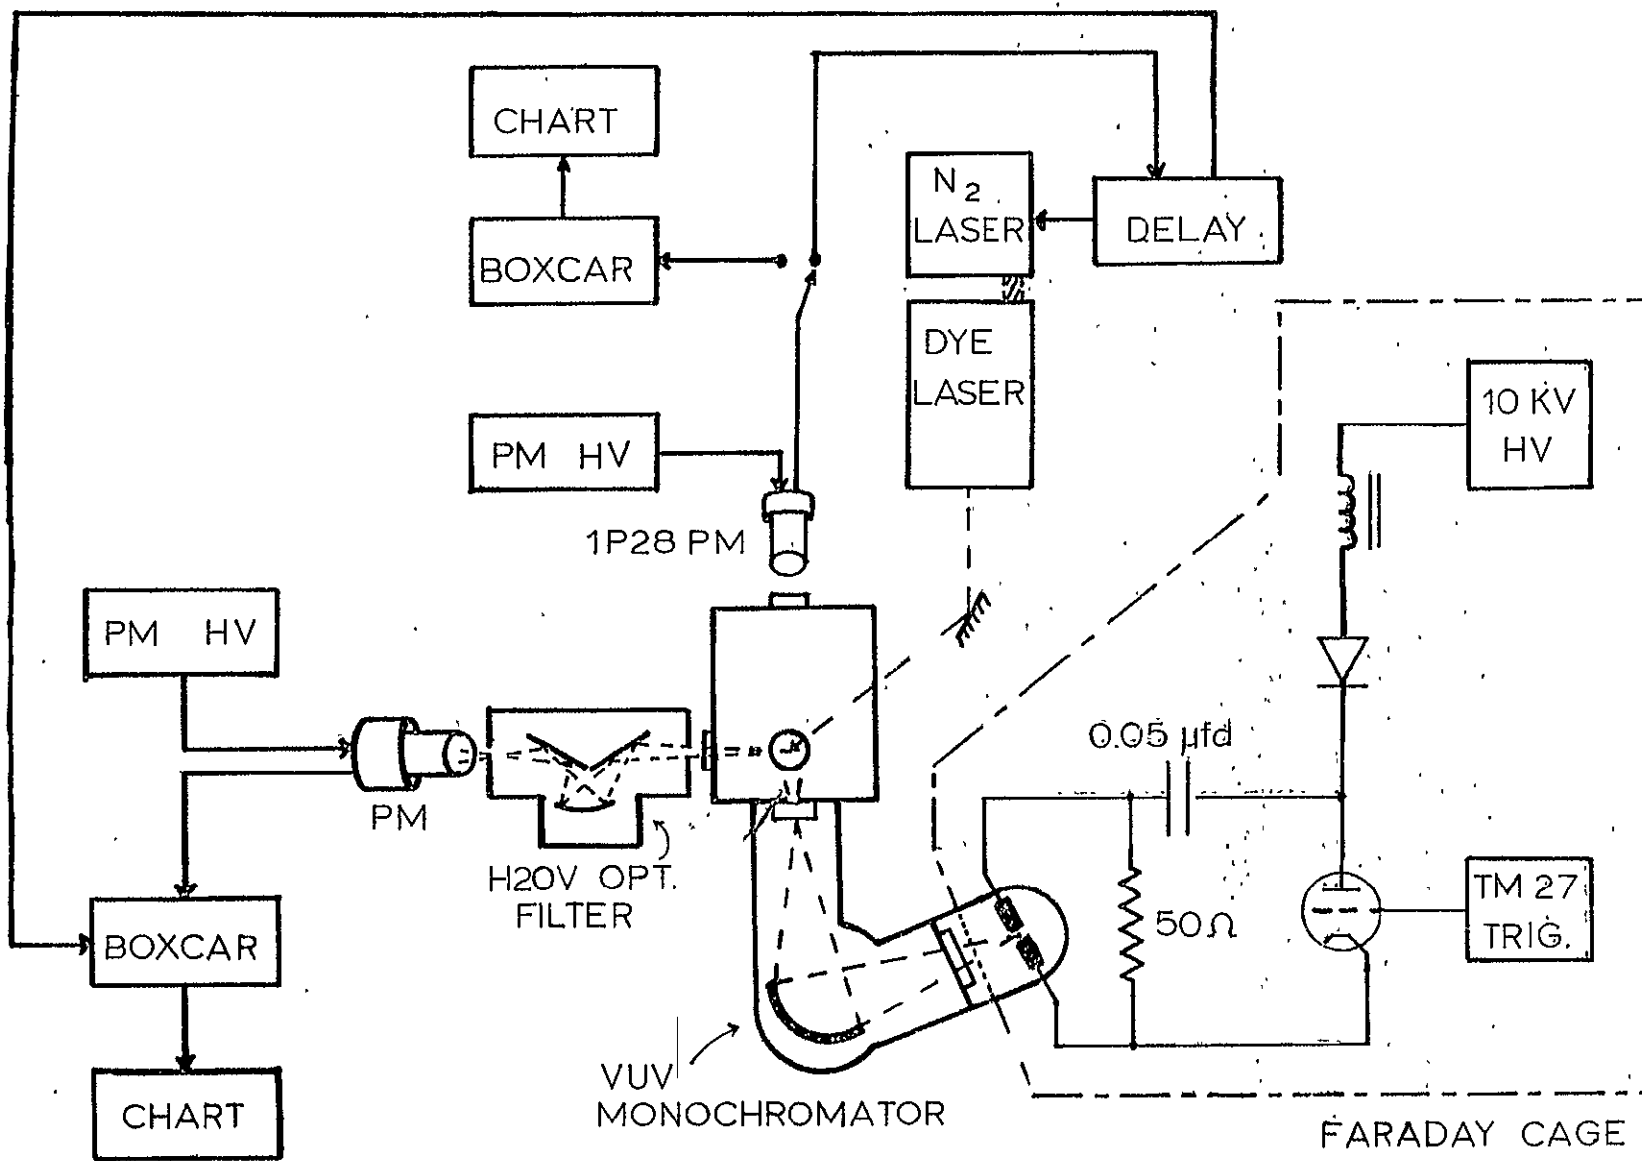 CHART
N2
LASER
DELAY
BOXCAR
DYE
LASER
10 KV
HV
PM HV
1P28 PM
PM HV
0.05 µfd
PM
H20V OPT.
FILTER
TM 27
TRIG.
50Ω
BOXCAR
VUV
MONOCHROMATOR
CHART
FARADAY CAGE